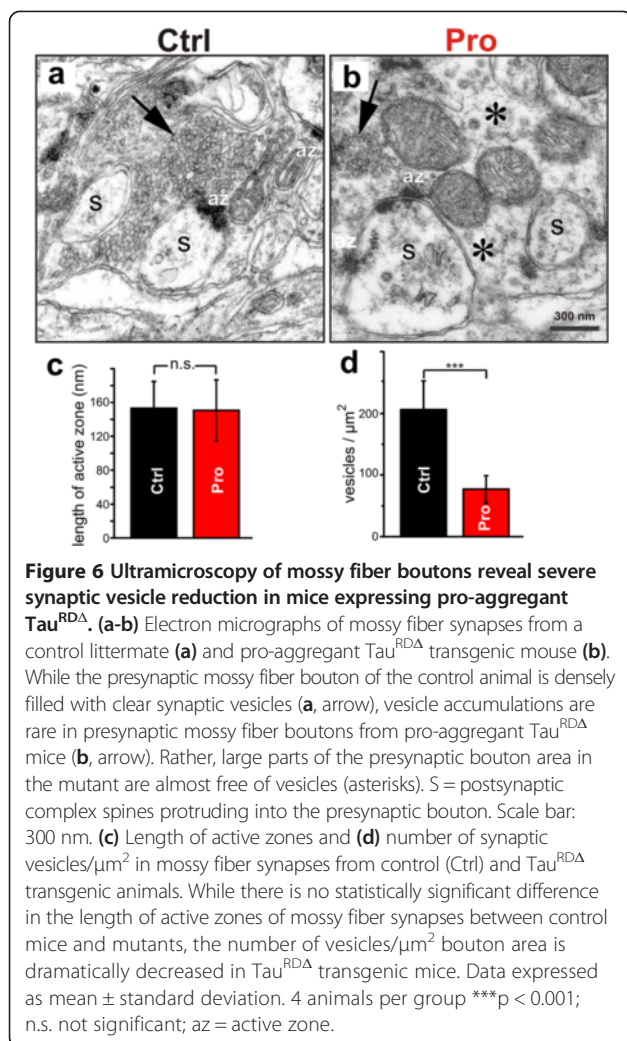 Ctrl
Pro
a
b
S
S
az
az
az
az
S
S
*
*
300 nm
c
n.s.
length of active zone (nm)
160
120
80
40
0
Ctrl
Pro
d
***
vesicles / µm²
200
100
0
Ctrl
Pro
Figure 6 Ultramicroscopy of mossy fiber boutons reveal severe
synaptic vesicle reduction in mice expressing pro-aggregant
Tau^RDΔ. (a-b) Electron micrographs of mossy fiber synapses from a
control littermate (a) and pro-aggregant Tau^RDΔ transgenic mouse (b).
While the presynaptic mossy fiber bouton of the control animal is densely
filled with clear synaptic vesicles (a, arrow), vesicle accumulations are
rare in presynaptic mossy fiber boutons from pro-aggregant Tau^RDΔ
mice (b, arrow). Rather, large parts of the presynaptic bouton area in
the mutant are almost free of vesicles (asterisks). S = postsynaptic
complex spines protruding into the presynaptic bouton. Scale bar:
300 nm. (c) Length of active zones and (d) number of synaptic
vesicles/µm² in mossy fiber synapses from control (Ctrl) and Tau^RDΔ
transgenic animals. While there is no statistically significant difference
in the length of active zones of mossy fiber synapses between control
mice and mutants, the number of vesicles/µm² bouton area is
dramatically decreased in Tau^RDΔ transgenic mice. Data expressed
as mean ± standard deviation. 4 animals per group ***p < 0.001;
n.s. not significant; az = active zone.